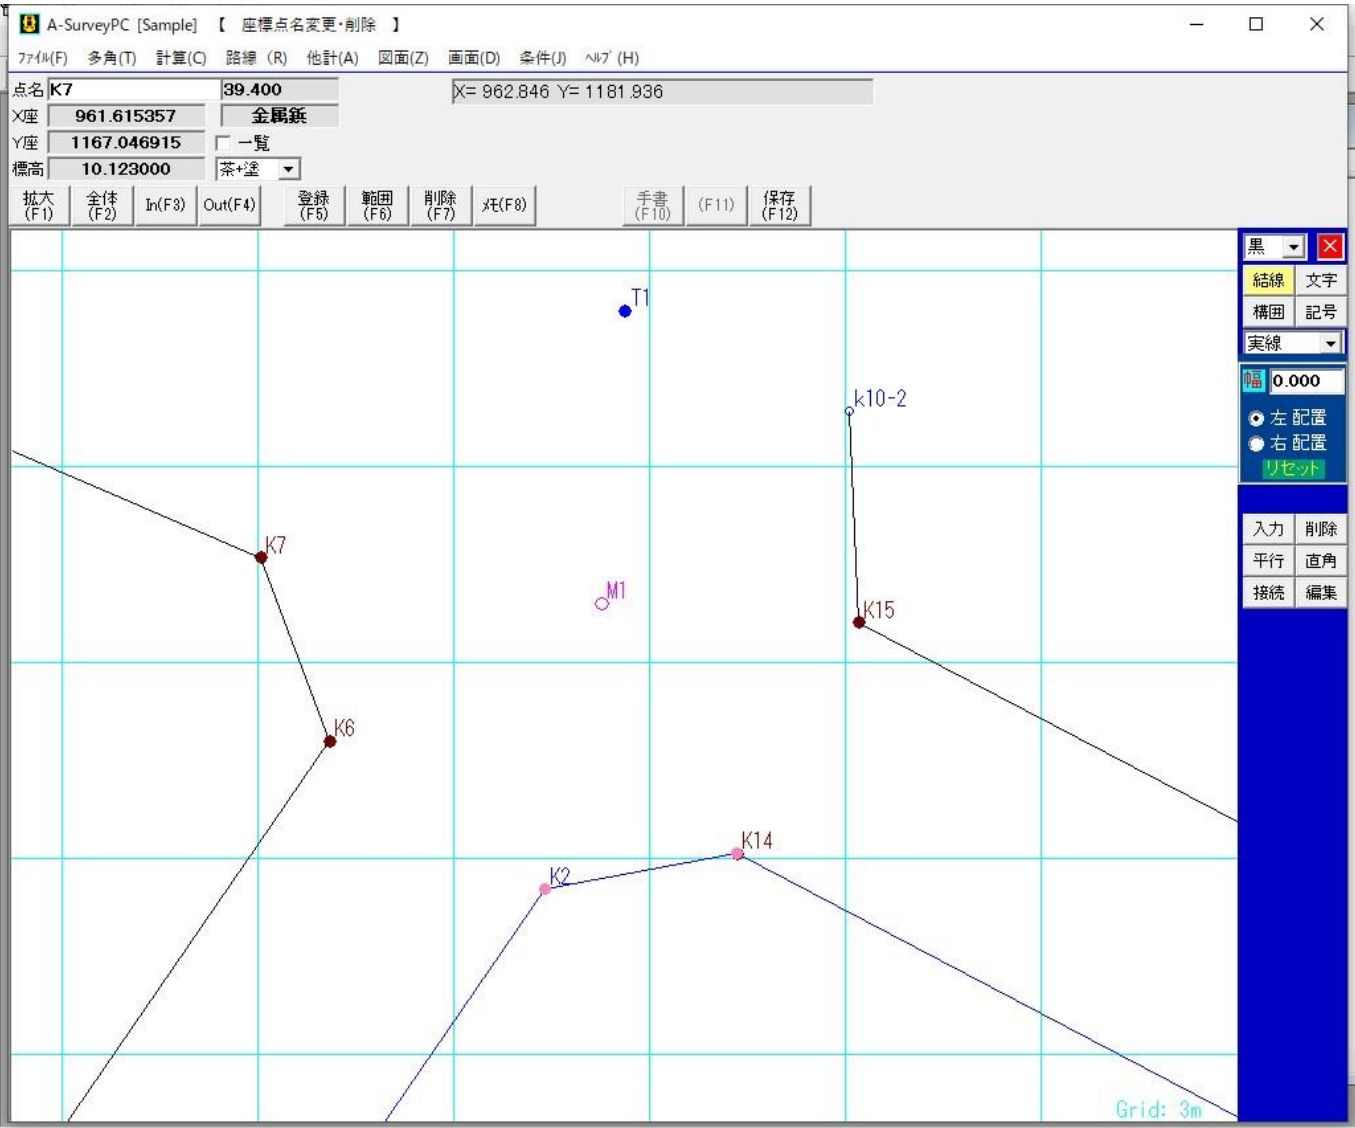 A-SurveyPC [Sample] 【 座標点名変更・削除 】
ﾌｧｲﾙ(F) 多角(T) 計算(C) 路線 (R) 他計(A) 図面(Z) 画面(D) 条件(J) ﾍﾙﾌﾟ(H)
点名 K7 39.400 X= 962.846 Y= 1181.936
X座 961.615357 金属鋲
Y座 1167.046915 一覧
標高 10.123000 茶+塗
拡大(F1) 全体(F2) In(F3) Out(F4) 登録(F5) 範囲(F6) 削除(F7) ﾒﾓ(F8) 手書(F10) (F11) 保存(F12)
黒
結線 文字
構囲 記号
実線
幅 0.000
左配置
右配置
リセット
入力 削除
平行 直角
接続 編集
T1
k10-2
K7
M1
K15
K6
K14
K2
Grid: 3m